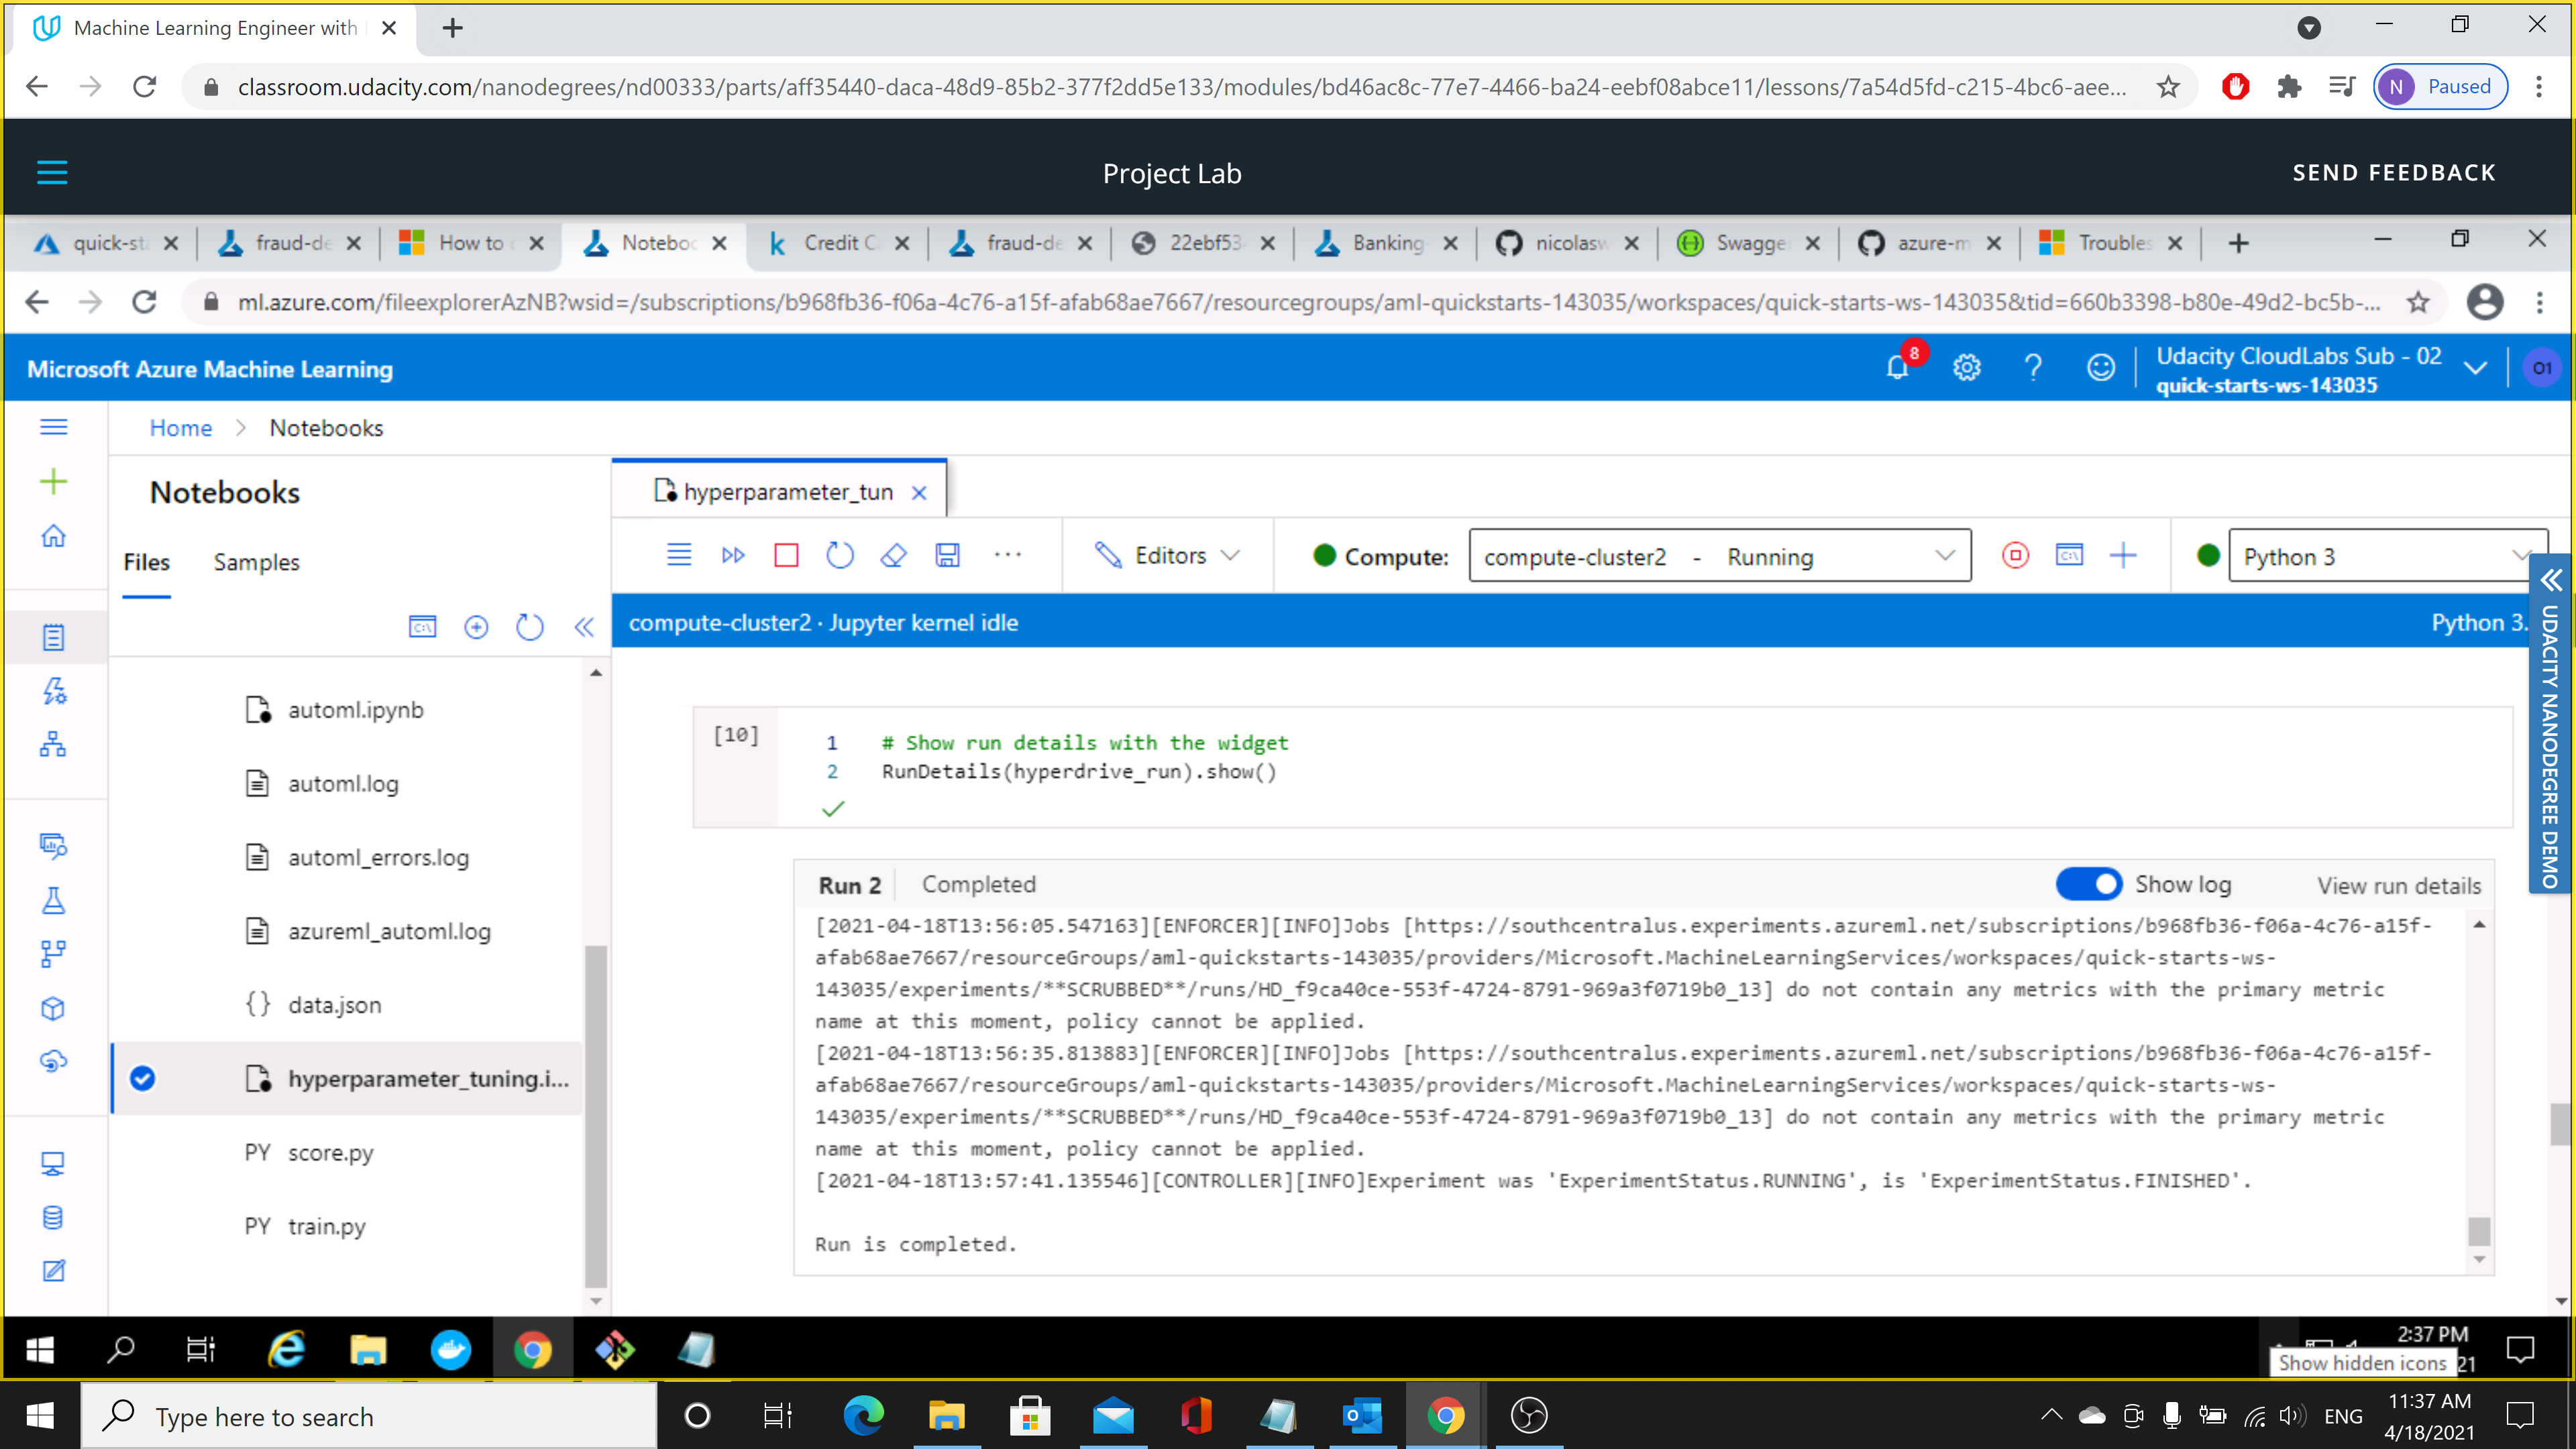 Machine Learning Engineer with
classroom.udacity.com/nanodegrees/nd00333/parts/aff35440-daca-48d9-85b2-377f2dd5e133/modules/bd46ac8c-77e7-4466-ba24-eebf08abce11/lessons/7a54d5fd-c215-4bc6-aee...
N Paused
Project Lab
SEND FEEDBACK
quick-sta fraud-de How to Noteboo k Credit C fraud-de 22ebf53 Banking nicolasw Swagge azure-m Troubles
ml.azure.com/fileexplorerAzNB?wsid=/subscriptions/b968fb36-f06a-4c76-a15f-afab68ae7667/resourcegroups/aml-quickstarts-143035/workspaces/quick-starts-ws-143035&tid=660b3398-b80e-49d2-bc5b-...
Microsoft Azure Machine Learning
8
Udacity CloudLabs Sub - 02
quick-starts-ws-143035
O1
Home > Notebooks
Notebooks
hyperparameter_tun
Files Samples
Editors
Compute: compute-cluster2 - Running
Python 3
compute-cluster2 · Jupyter kernel idle
Python 3.
UDACITY NANODEGREE DEMO
automl.ipynb
automl.log
automl_errors.log
azureml_automl.log
{} data.json
hyperparameter_tuning.i...
PY score.py
PY train.py
[10]
1 # Show run details with the widget
2 RunDetails(hyperdrive_run).show()
Run 2 Completed
Show log
View run details
[2021-04-18T13:56:05.547163][ENFORCER][INFO]Jobs [https://southcentralus.experiments.azureml.net/subscriptions/b968fb36-f06a-4c76-a15f-
afab68ae7667/resourceGroups/aml-quickstarts-143035/providers/Microsoft.MachineLearningServices/workspaces/quick-starts-ws-
143035/experiments/**SCRUBBED**/runs/HD_f9ca40ce-553f-4724-8791-969a3f0719b0_13] do not contain any metrics with the primary metric
name at this moment, policy cannot be applied.
[2021-04-18T13:56:35.813883][ENFORCER][INFO]Jobs [https://southcentralus.experiments.azureml.net/subscriptions/b968fb36-f06a-4c76-a15f-
afab68ae7667/resourceGroups/aml-quickstarts-143035/providers/Microsoft.MachineLearningServices/workspaces/quick-starts-ws-
143035/experiments/**SCRUBBED**/runs/HD_f9ca40ce-553f-4724-8791-969a3f0719b0_13] do not contain any metrics with the primary metric
name at this moment, policy cannot be applied.
[2021-04-18T13:57:41.135546][CONTROLLER][INFO]Experiment was 'ExperimentStatus.RUNNING', is 'ExperimentStatus.FINISHED'.
Run is completed.
2:37 PM
Show hidden icons 21
Type here to search
ENG
11:37 AM
4/18/2021